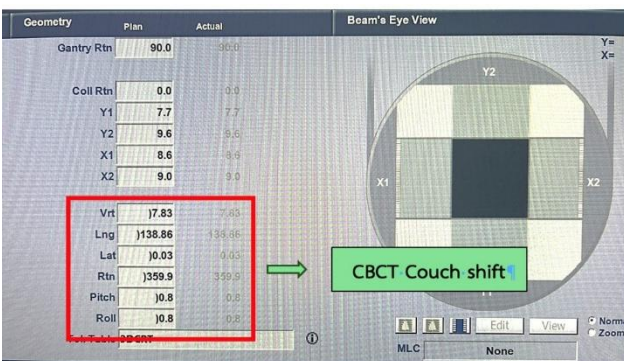 Geometry Plan Actual Beam's Eye View
Gantry Rtn 90.0 90.0
Y=
X=
Y2
Coll Rtn 0.0 0.0
Y1 7.7 7.7
Y2 9.6 9.6
X1 8.6 8.6
X2 9.0 9.0
X1 X2
Vrt )7.83 7.83
Lng )138.86 138.86
Lat )0.03 0.03
Rtn )359.9 359.9
Pitch )0.8 0.8
Roll )0.8 0.8
CBCT Couch shift
Edit View Norm
Zoom
Tol Table 3DCRT
MLC None